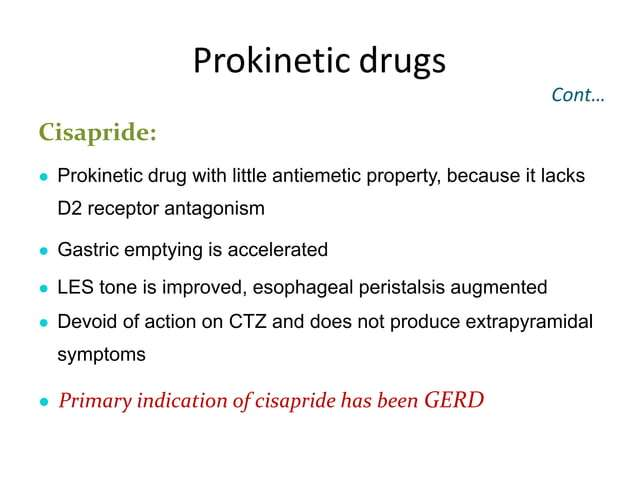 Prokinetic drugs
Cont…
Cisapride:
● Prokinetic drug with little antiemetic property, because it lacks
D2 receptor antagonism
● Gastric emptying is accelerated
● LES tone is improved, esophageal peristalsis augmented
● Devoid of action on CTZ and does not produce extrapyramidal
symptoms
● Primary indication of cisapride has been GERD